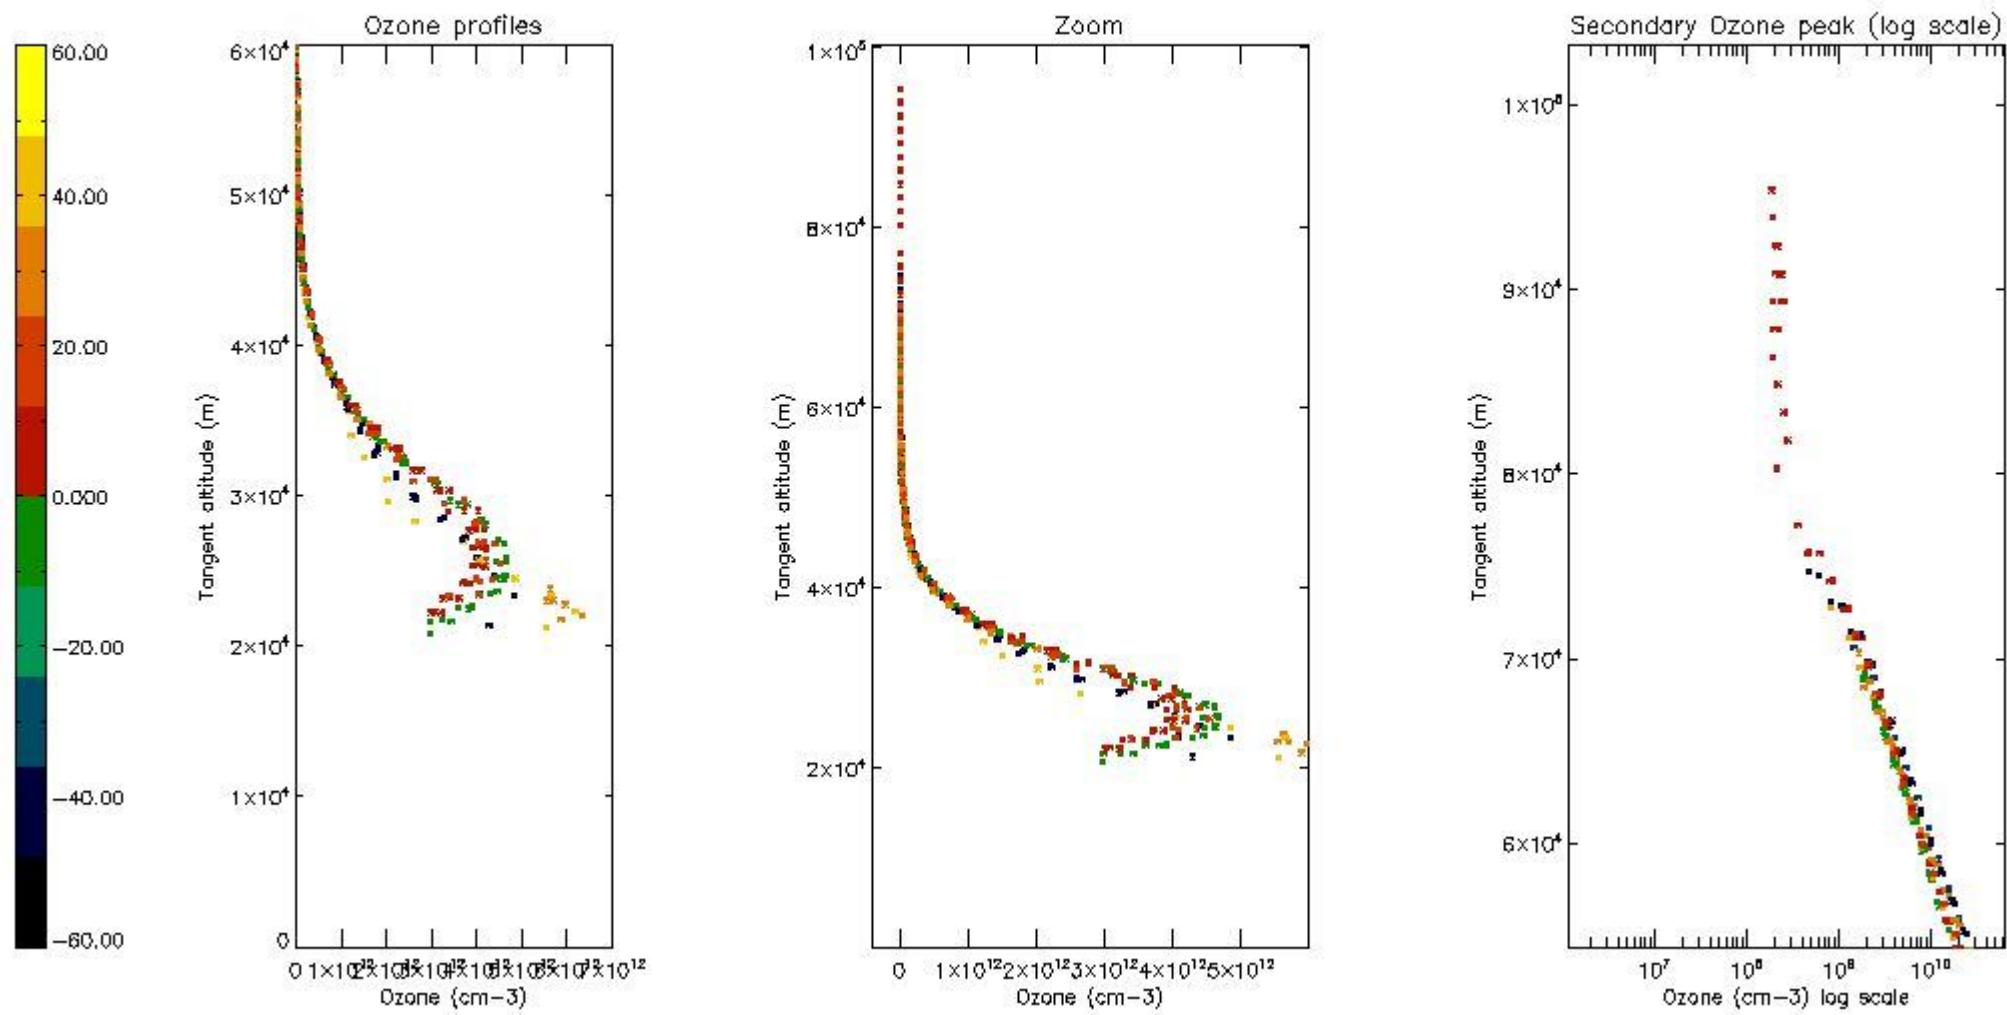 Ozone profiles
Zoom
Secondary Ozone peak (log scale)
60.00
40.00
20.00
0.000
-20.00
-40.00
-60.00
6×10⁴
5×10⁴
4×10⁴
3×10⁴
2×10⁴
1×10⁴
0
Tangent altitude (m)
Ozone (cm-3)
1×10⁵
8×10⁴
6×10⁴
4×10⁴
2×10⁴
Tangent altitude (m)
0 1×10¹² 2×10¹² 3×10¹² 4×10¹² 5×10¹²
Ozone (cm-3)
9×10⁴
8×10⁴
7×10⁴
6×10⁴
Tangent altitude (m)
10⁷ 10⁸ 10⁹ 10¹⁰
Ozone (cm-3) log scale